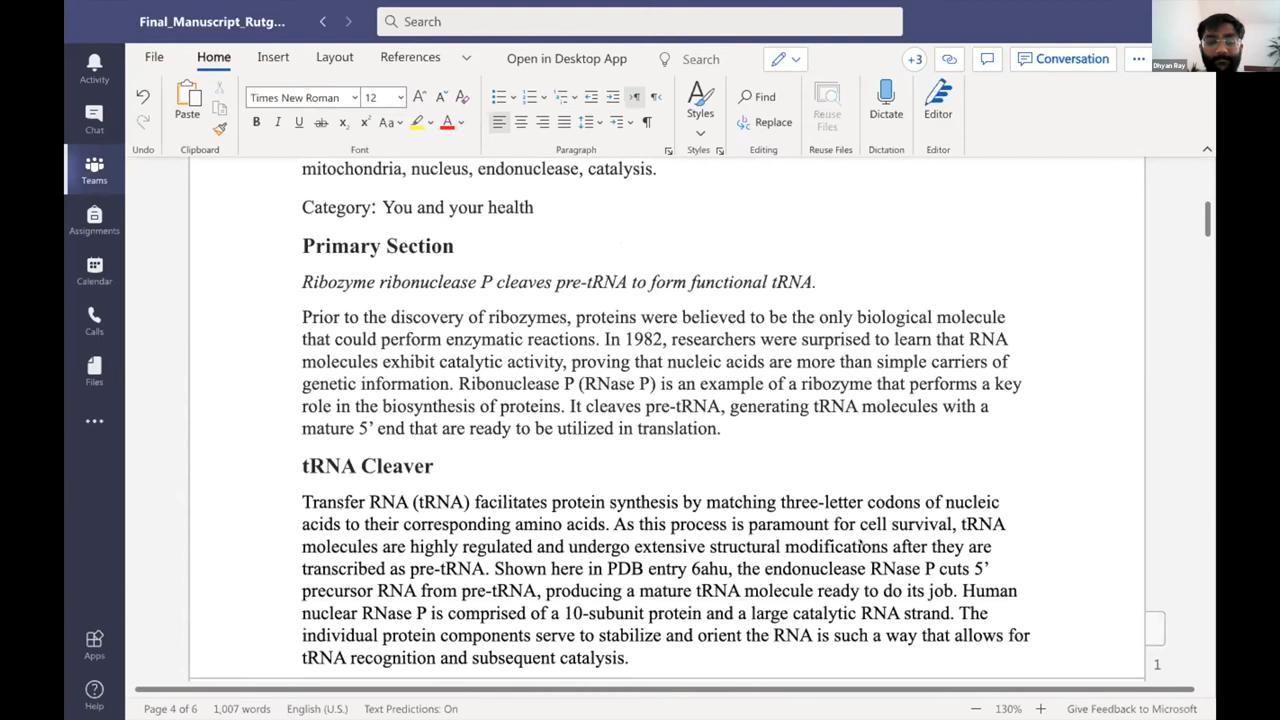 Final_Manuscript_Rutg...
Search
Dhyan Ray
File Home Insert Layout References Open in Desktop App Search +3 Conversation
Activity
Chat
Teams
Assignments
Calendar
Calls
Files
Apps
Help
Times New Roman 12
Paste
Find
Replace
Styles
Reuse Files
Dictate
Editor
Undo Clipboard Font Paragraph Styles Editing Reuse Files Dictation Editor
mitochondria, nucleus, endonuclease, catalysis.
Category: You and your health
Primary Section
Ribozyme ribonuclease P cleaves pre-tRNA to form functional tRNA.
Prior to the discovery of ribozymes, proteins were believed to be the only biological molecule
that could perform enzymatic reactions. In 1982, researchers were surprised to learn that RNA
molecules exhibit catalytic activity, proving that nucleic acids are more than simple carriers of
genetic information. Ribonuclease P (RNase P) is an example of a ribozyme that performs a key
role in the biosynthesis of proteins. It cleaves pre-tRNA, generating tRNA molecules with a
mature 5’ end that are ready to be utilized in translation.
tRNA Cleaver
Transfer RNA (tRNA) facilitates protein synthesis by matching three-letter codons of nucleic
acids to their corresponding amino acids. As this process is paramount for cell survival, tRNA
molecules are highly regulated and undergo extensive structural modifications after they are
transcribed as pre-tRNA. Shown here in PDB entry 6ahu, the endonuclease RNase P cuts 5’
precursor RNA from pre-tRNA, producing a mature tRNA molecule ready to do its job. Human
nuclear RNase P is comprised of a 10-subunit protein and a large catalytic RNA strand. The
individual protein components serve to stabilize and orient the RNA is such a way that allows for
tRNA recognition and subsequent catalysis.
1
Page 4 of 6 1,007 words English (U.S.) Text Predictions: On 130% Give Feedback to Microsoft